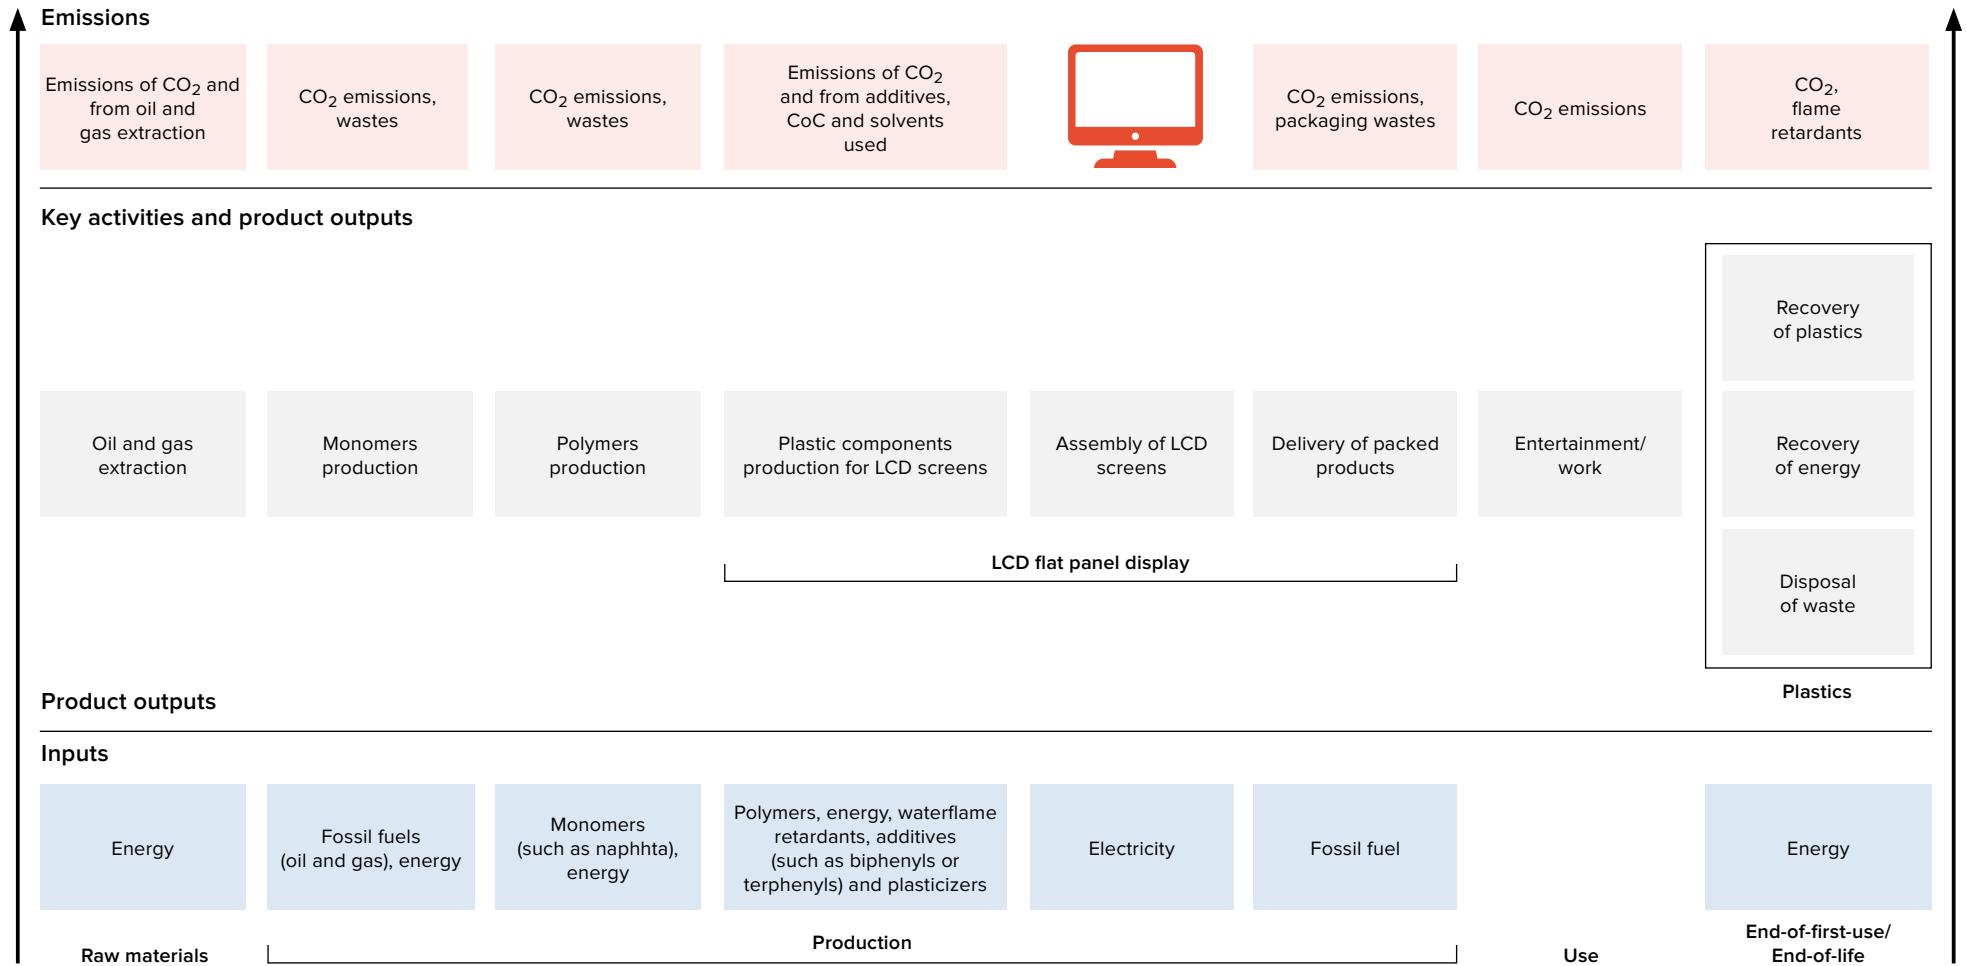 Emissions
Emissions of CO2 and
from oil and
gas extraction
CO2 emissions,
wastes
CO2 emissions,
wastes
Emissions of CO2
and from additives,
CoC and solvents
used
CO2 emissions,
packaging wastes
CO2 emissions
CO2,
flame
retardants
Key activities and product outputs
Oil and gas
extraction
Monomers
production
Polymers
production
Plastic components
production for LCD screens
Assembly of LCD
screens
Delivery of packed
products
Entertainment/
work
Recovery
of plastics
Recovery
of energy
Disposal
of waste
LCD flat panel display
Plastics
Product outputs
Inputs
Energy
Fossil fuels
(oil and gas), energy
Monomers
(such as naphhta),
energy
Polymers, energy, waterflame
retardants, additives
(such as biphenyls or
terphenyls) and plasticizers
Electricity
Fossil fuel
Energy
Raw materials
Production
Use
End-of-first-use/
End-of-life